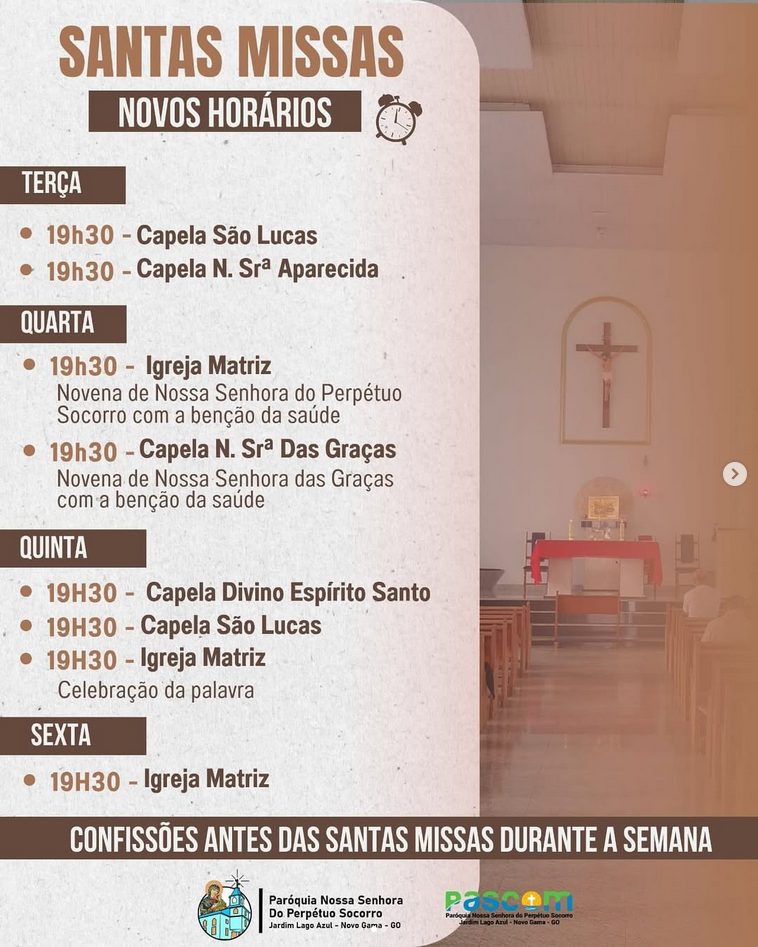 SANTAS MISSAS
NOVOS HORÁRIOS
TERÇA
• 19h30 - Capela São Lucas
• 19h30 - Capela N. Srª Aparecida
QUARTA
• 19h30 - Igreja Matriz
Novena de Nossa Senhora do Perpétuo
Socorro com a benção da saúde
• 19h30 - Capela N. Srª Das Graças
Novena de Nossa Senhora das Graças
com a benção da saúde
QUINTA
• 19H30 - Capela Divino Espírito Santo
• 19H30 - Capela São Lucas
• 19H30 - Igreja Matriz
Celebração da palavra
SEXTA
• 19H30 - Igreja Matriz
CONFISSÕES ANTES DAS SANTAS MISSAS DURANTE A SEMANA
Paróquia Nossa Senhora
Do Perpétuo Socorro
Jardim Lago Azul - Novo Gama - GO
pascom
Paróquia Nossa Senhora do Perpétuo Socorro
Jardim Lago Azul - Novo Gama - GO